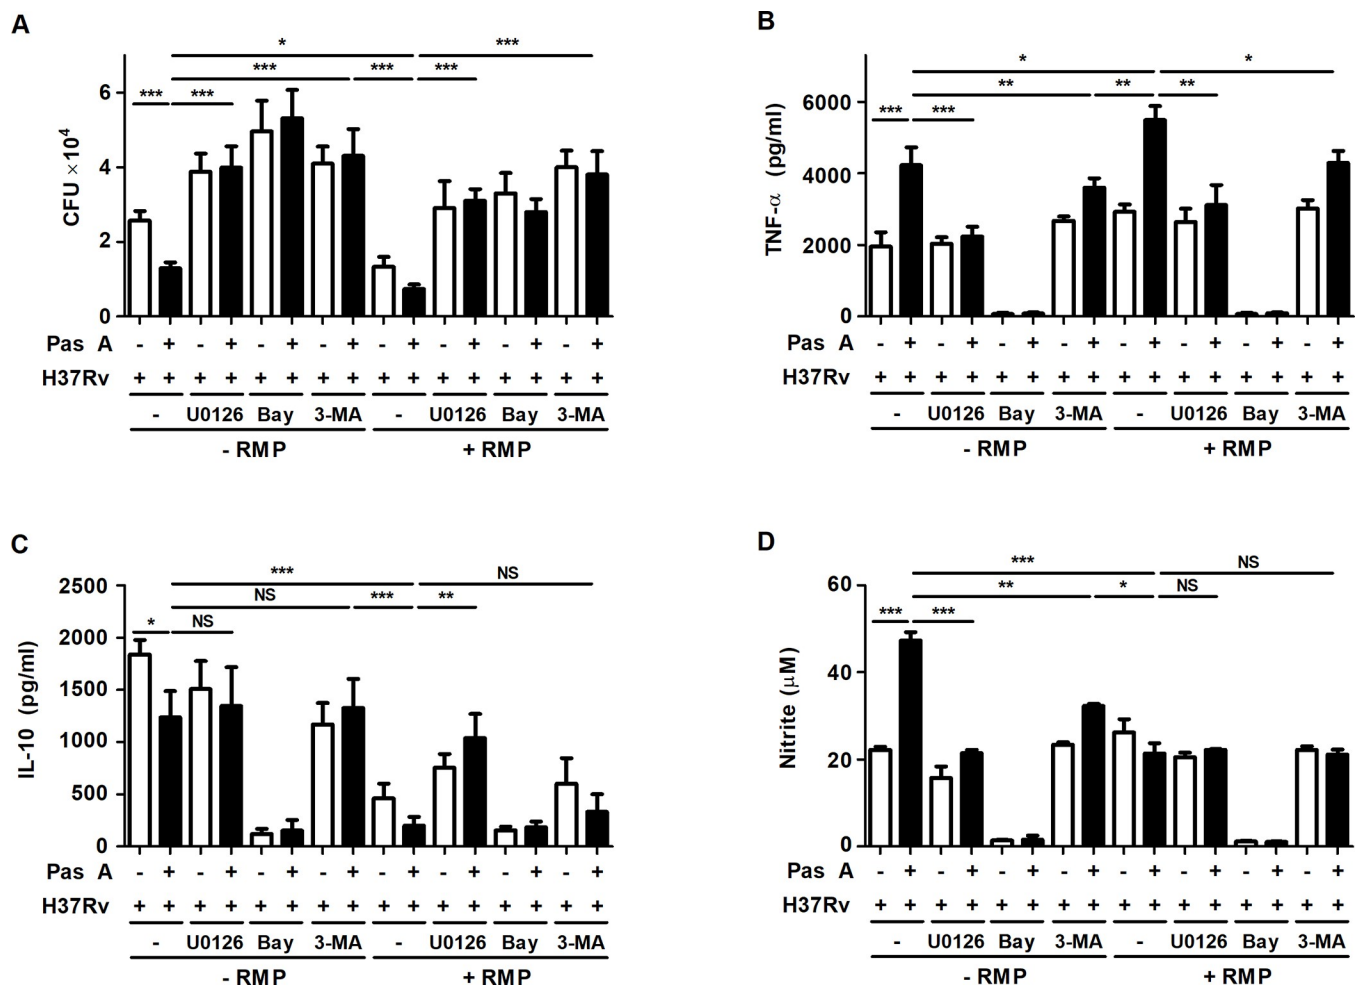 A
* ***
*** *** ***
*** ***
CFU ×10⁴
6
4
2
0
Pas A - + - + - + - + - + - + - + - +
H37Rv + + + + + + + + + + + + + + + +
- U0126 Bay 3-MA - U0126 Bay 3-MA
- RMP + RMP
B
* *
** ** **
*** ***
TNF-α (pg/ml)
6000
4000
2000
0
Pas A - + - + - + - + - + - + - + - +
H37Rv + + + + + + + + + + + + + + + +
- U0126 Bay 3-MA - U0126 Bay 3-MA
- RMP + RMP
C
*** NS
NS *** **
* NS
IL-10 (pg/ml)
2500
2000
1500
1000
500
0
Pas A - + - + - + - + - + - + - + - +
H37Rv + + + + + + + + + + + + + + + +
- U0126 Bay 3-MA - U0126 Bay 3-MA
- RMP + RMP
D
*** NS
** * NS
*** ***
Nitrite (μM)
60
40
20
0
Pas A - + - + - + - + - + - + - + - +
H37Rv + + + + + + + + + + + + + + + +
- U0126 Bay 3-MA - U0126 Bay 3-MA
- RMP + RMP